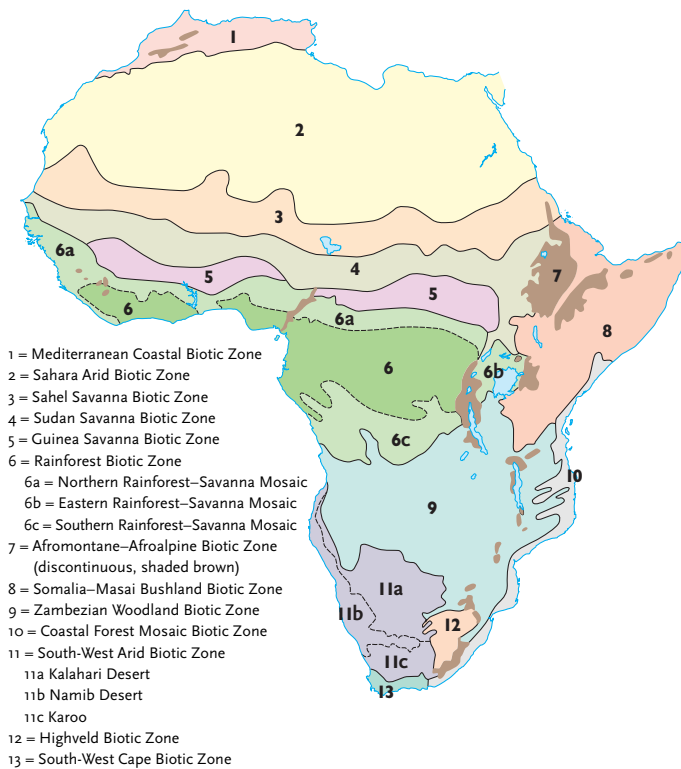 1
2
3
4
5
5
6a
6
6a
6
6b
6c
7
8
9
10
11a
11b
11c
12
13
1 = Mediterranean Coastal Biotic Zone
2 = Sahara Arid Biotic Zone
3 = Sahel Savanna Biotic Zone
4 = Sudan Savanna Biotic Zone
5 = Guinea Savanna Biotic Zone
6 = Rainforest Biotic Zone
6a = Northern Rainforest–Savanna Mosaic
6b = Eastern Rainforest–Savanna Mosaic
6c = Southern Rainforest–Savanna Mosaic
7 = Afromontane–Afroalpine Biotic Zone
(discontinuous, shaded brown)
8 = Somalia–Masai Bushland Biotic Zone
9 = Zambezian Woodland Biotic Zone
10 = Coastal Forest Mosaic Biotic Zone
11 = South-West Arid Biotic Zone
11a Kalahari Desert
11b Namib Desert
11c Karoo
12 = Highveld Biotic Zone
13 = South-West Cape Biotic Zone